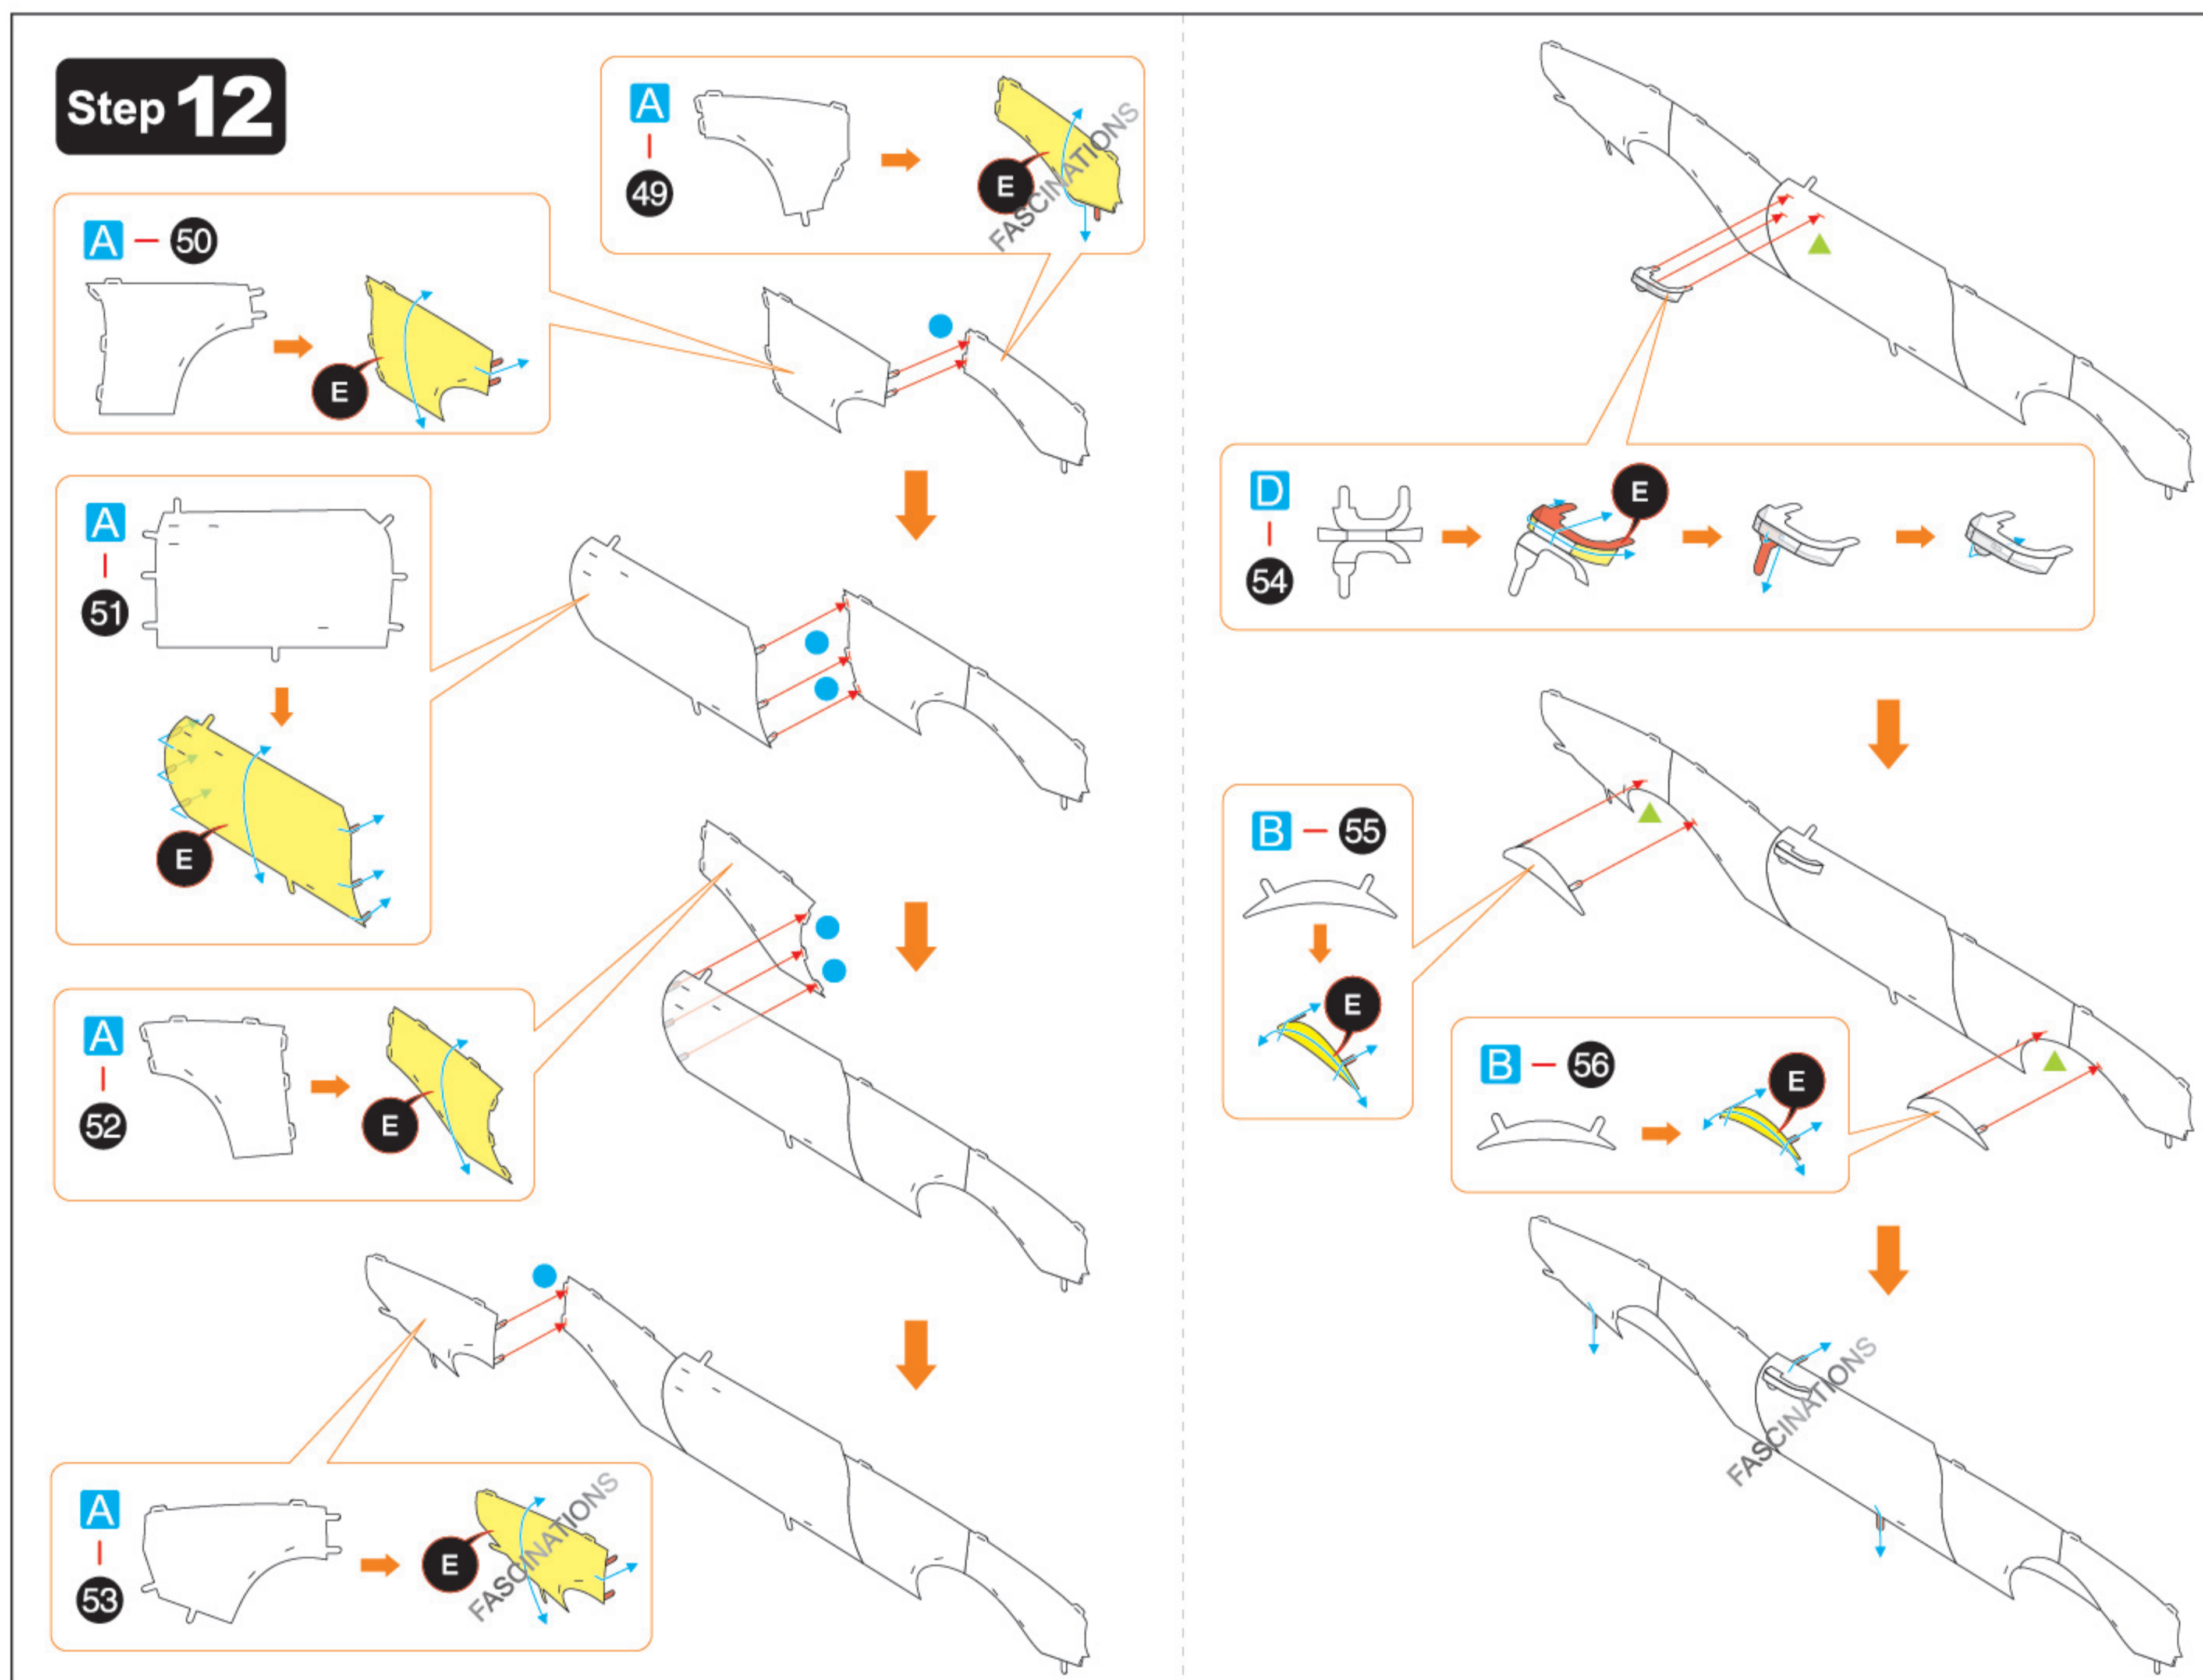 Step 12
A 49
E
FASCINATIONS
A 50
E
A 51
E
A 52
E
A 53
E
FASCINATIONS
D 54
E
B 55
E
B 56
E
FASCINATIONS